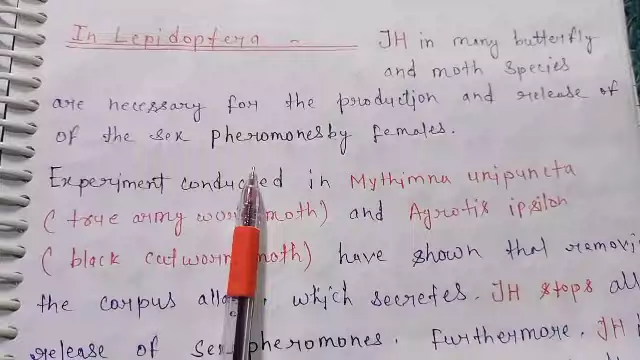 In Lepidoptera - JH in many butterfly
and moth species
are necessary for the production and release of
of the sex pheromones by females.
Experiment conducted in Mythimna unipuncta
(true army worm moth) and Agrotis ipsilon
(black cutworm moth) have shown that removi
the corpus alla which secretes JH stops all
release of Sex pheromones. Furthermore, JH